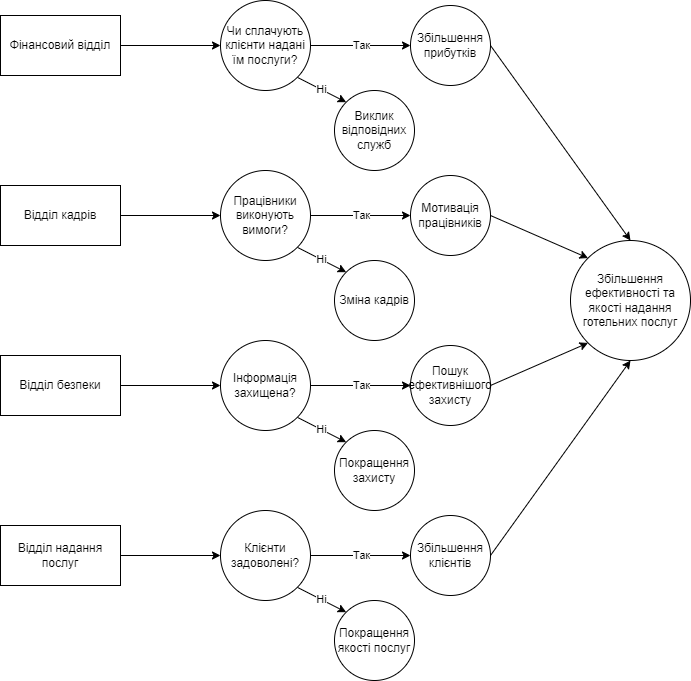 Фінансовий відділ
Чи сплачують
клієнти надані
їм послуги?
Так
Збільшення
прибутків
Ні
Виклик
відповідних
служб
Відділ кадрів
Працівники
виконують
вимоги?
Так
Мотивація
працівників
Ні
Зміна кадрів
Збільшення
ефективності та
якості надання
готельних послуг
Відділ безпеки
Інформація
захищена?
Так
Пошук
ефективнішого
захисту
Ні
Покращення
захисту
Відділ надання
послуг
Клієнти
задоволені?
Так
Збільшення
клієнтів
Ні
Покращення
якості послуг